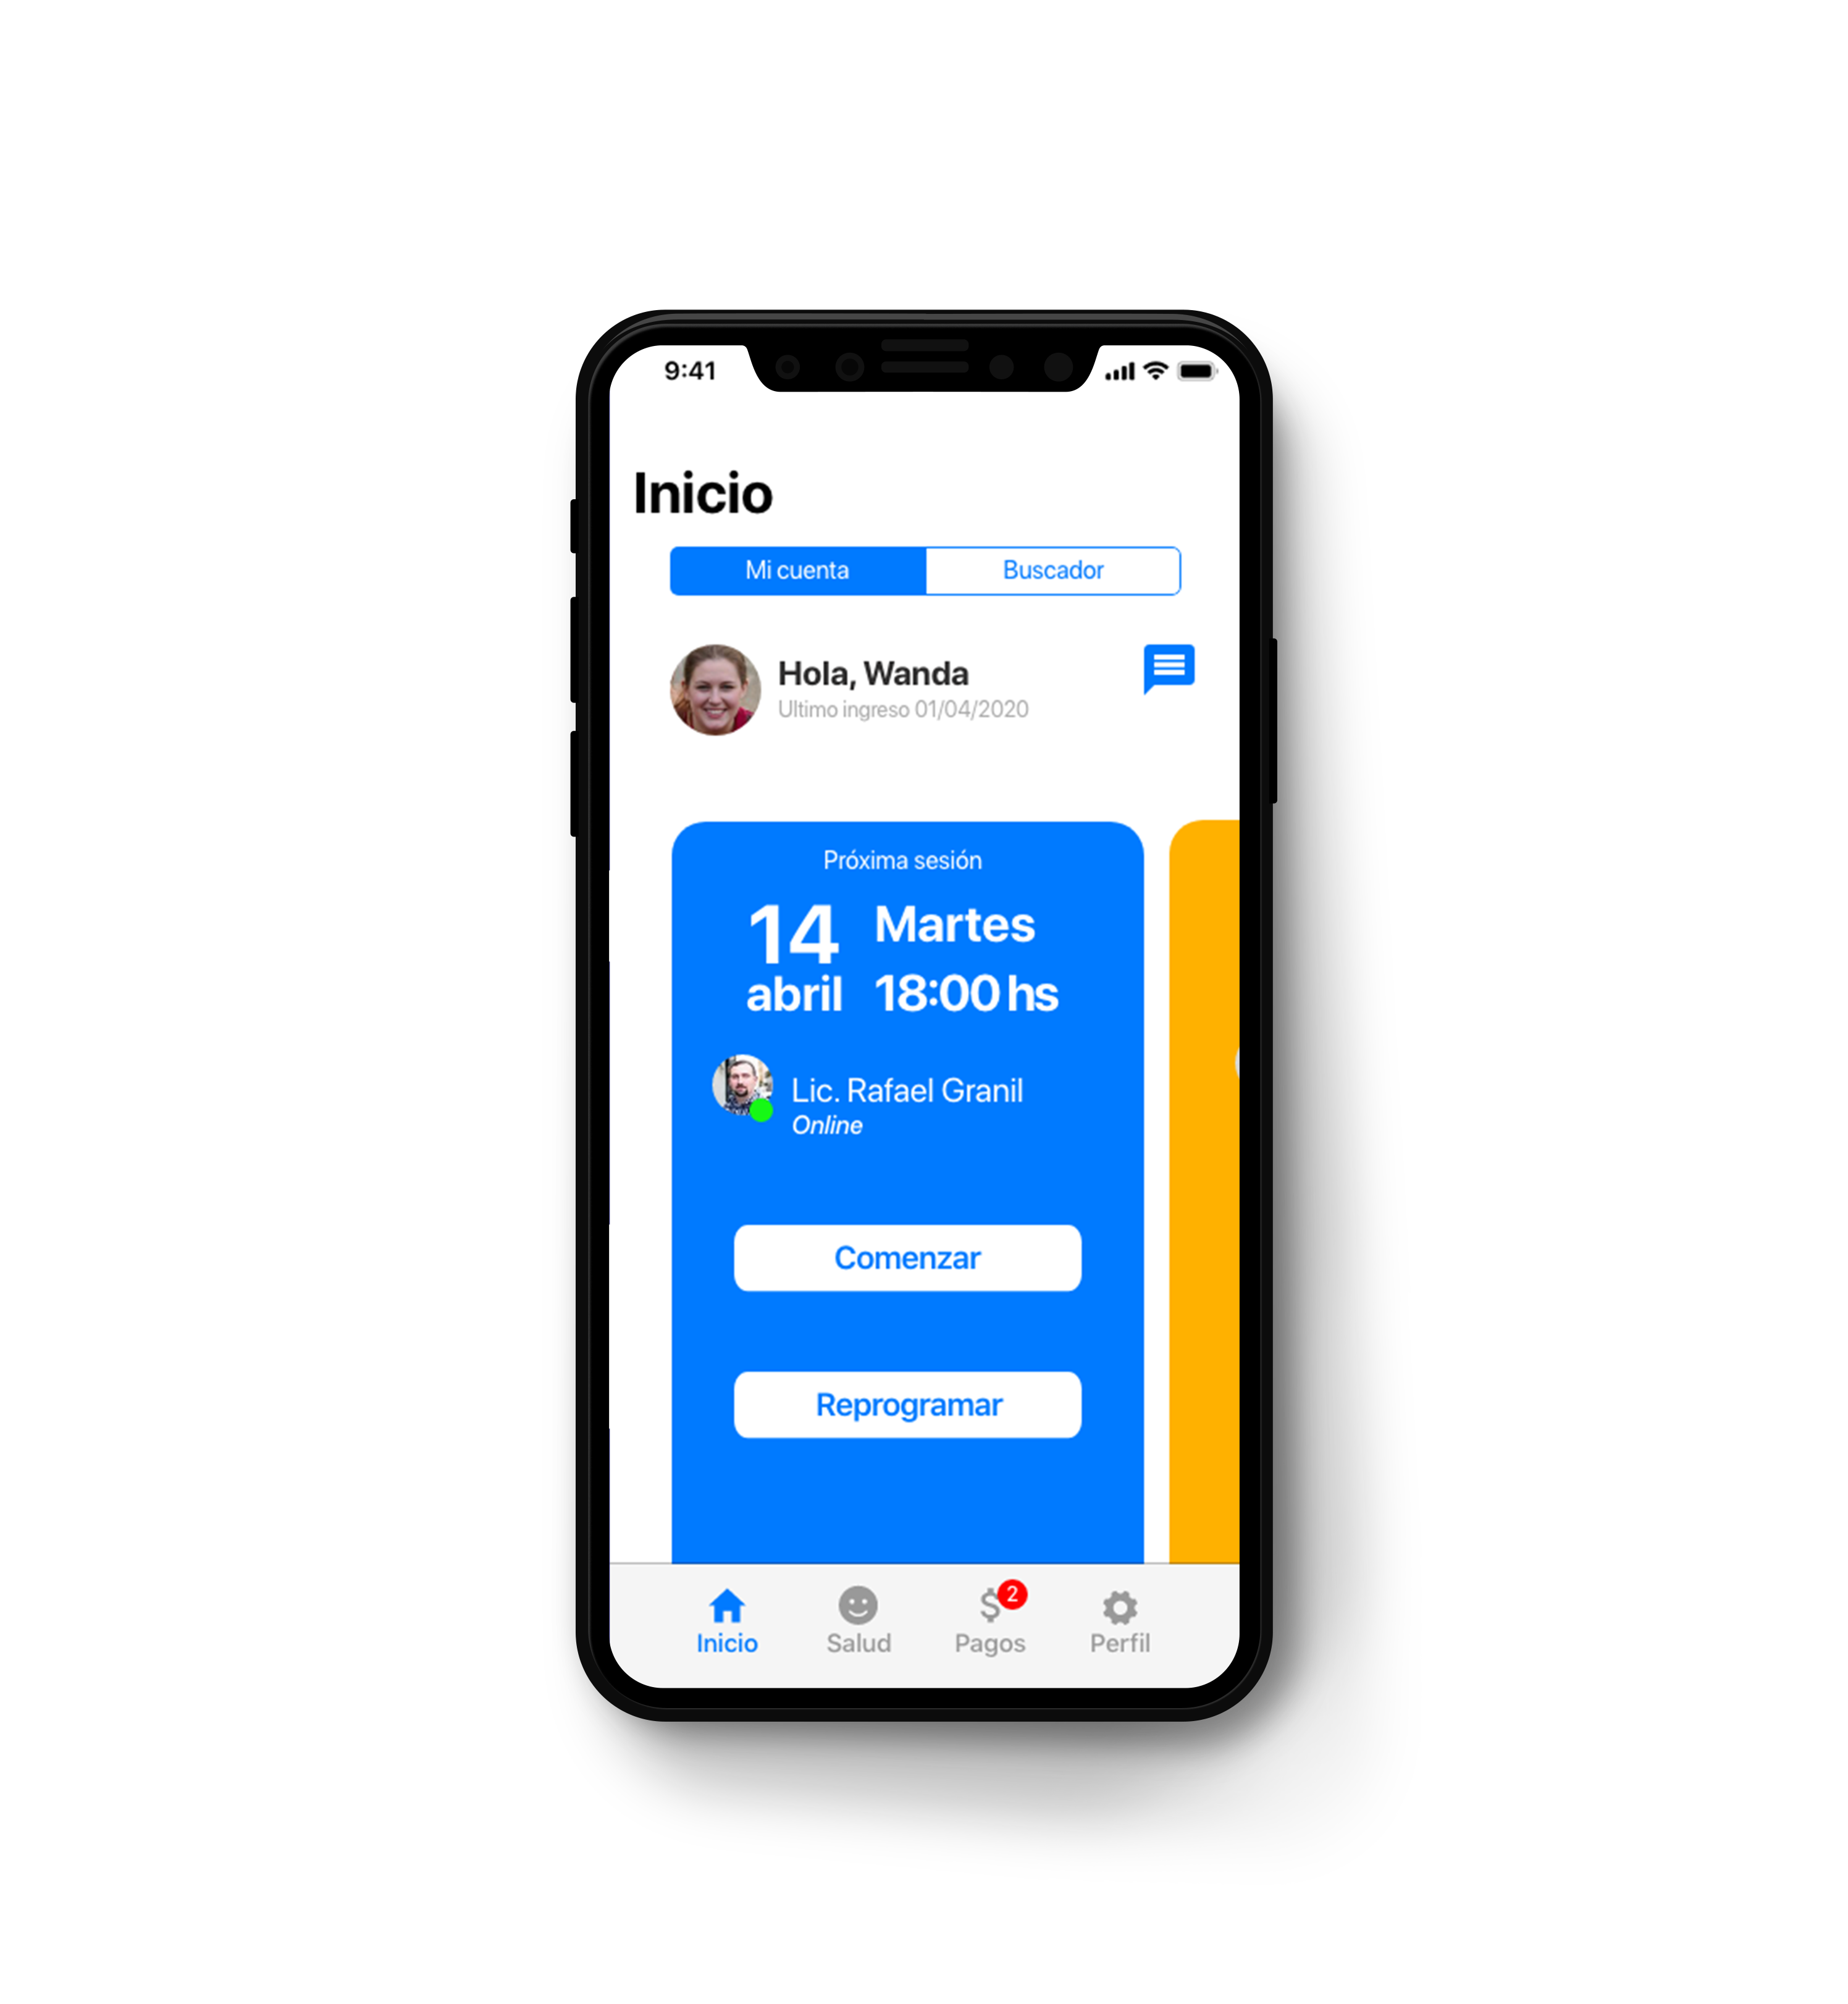 9:41
Inicio
Mi cuenta
Buscador
Hola, Wanda
Ultimo ingreso 01/04/2020
Próxima sesión
14 Martes
abril 18:00 hs
Lic. Rafael Granil
Online
Comenzar
Reprogramar
2
Inicio
Salud
Pagos
Perfil